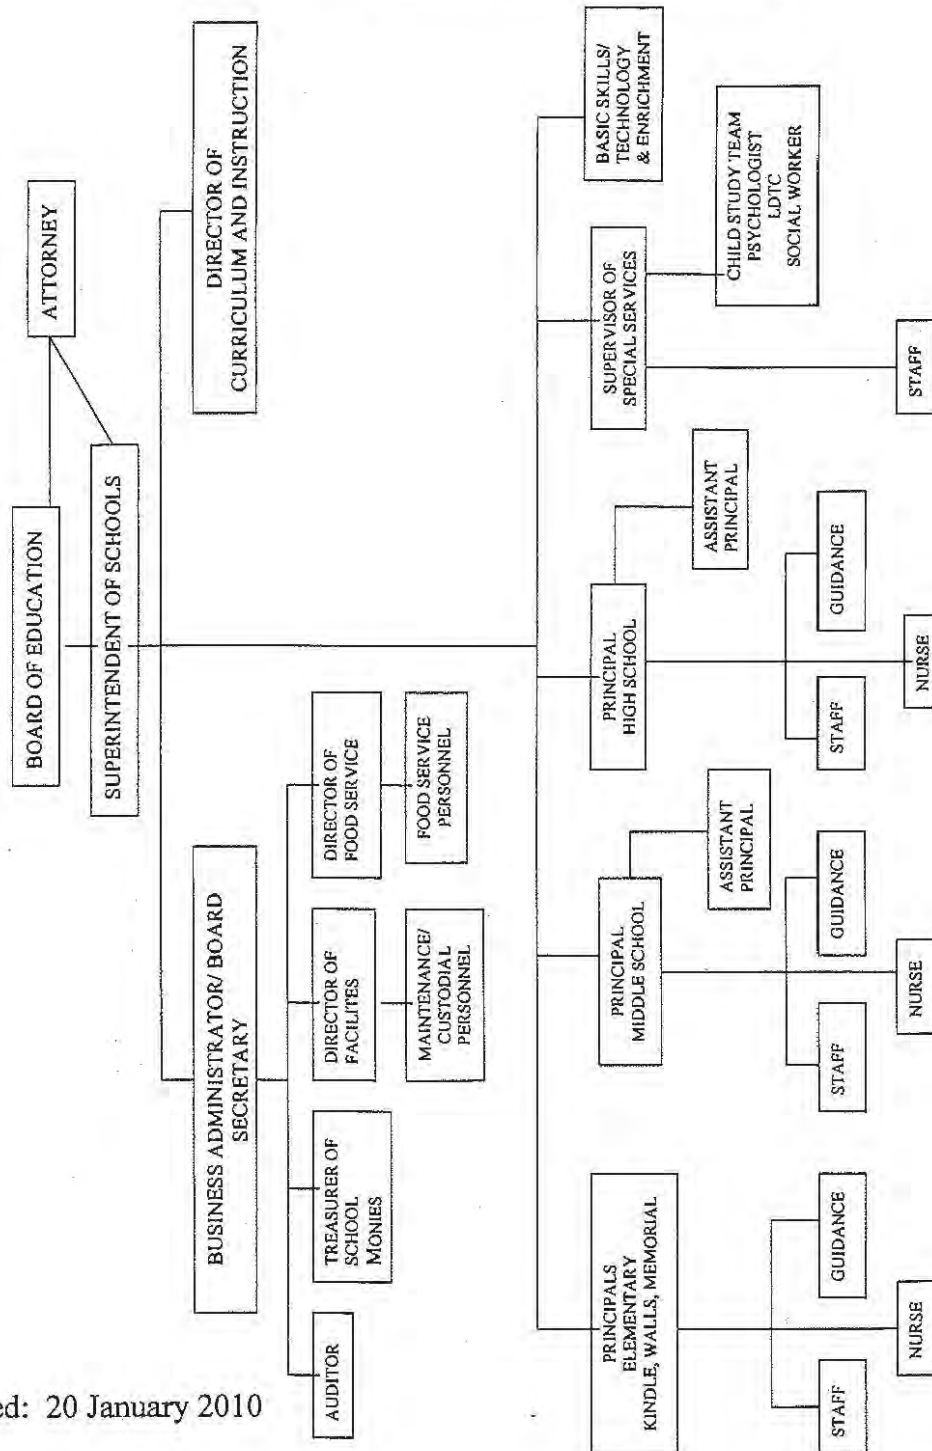 BOARD OF EDUCATION
ATTORNEY
SUPERINTENDENT OF SCHOOLS
BUSINESS ADMINISTRATOR/ BOARD
SECRETARY
DIRECTOR OF
CURRICULUM AND INSTRUCTION
AUDITOR
TREASURER OF
SCHOOL
MONIES
DIRECTOR OF
FACILITES
DIRECTOR OF
FOOD SERVICE
MAINTENANCE/
CUSTODIAL
PERSONNEL
FOOD SERVICE
PERSONNEL
PRINCIPALS
ELEMENTARY
KINDLE, WALLS, MEMORIAL
PRINCIPAL
MIDDLE SCHOOL
PRINCIPAL
HIGH SCHOOL
SUPERVISOR OF
SPECIAL SERVICES
BASIC SKILLS/
TECHNOLOGY
& ENRICHMENT
ASSISTANT
PRINCIPAL
ASSISTANT
PRINCIPAL
CHILD STUDY TEAM
PSYCHOLOGIST
LDTC
SOCIAL WORKER
STAFF
GUIDANCE
STAFF
GUIDANCE
STAFF
GUIDANCE
NURSE
NURSE
NURSE
STAFF
ed: 20 January 2010